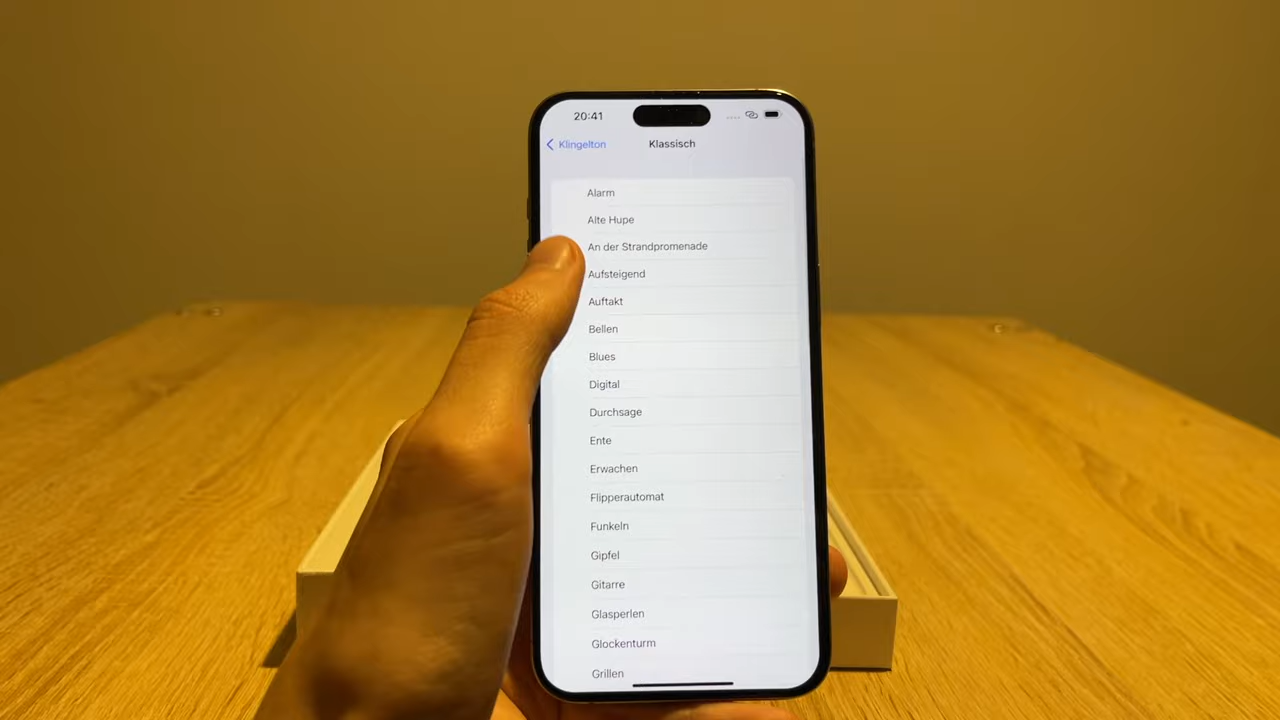 20:41
Klingelton
Klassisch
Alarm
Alte Hupe
An der Strandpromenade
Aufsteigend
Auftakt
Bellen
Blues
Digital
Durchsage
Ente
Erwachen
Flipperautomat
Funkeln
Gipfel
Gitarre
Glasperlen
Glockenturm
Grillen